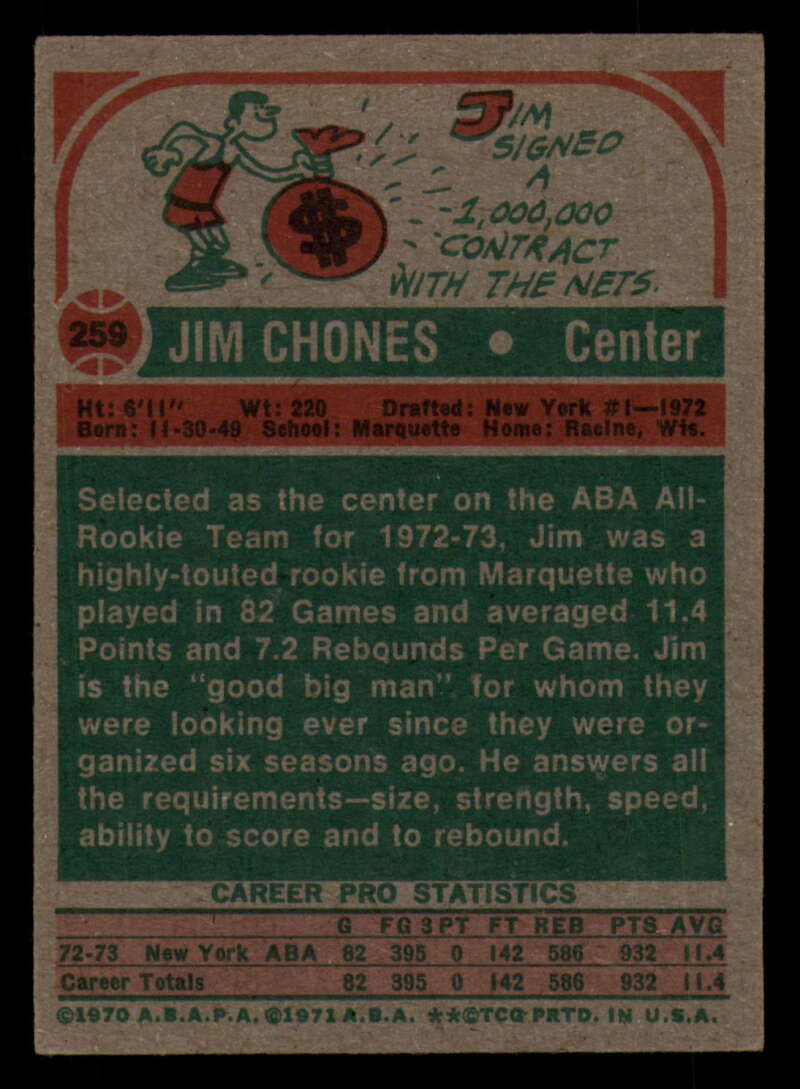 JIM
SIGNED
A
1,000,000
CONTRACT
WITH THE NETS.
$
259 JIM CHONES • Center
Ht: 6'11" Wt: 220 Drafted: New York #1—1972
Born: 11-30-49 School: Marquette Home: Racine, Wis.
Selected as the center on the ABA All-
Rookie Team for 1972-73, Jim was a
highly-touted rookie from Marquette who
played in 82 Games and averaged 11.4
Points and 7.2 Rebounds Per Game. Jim
is the "good big man" for whom they
were looking ever since they were or-
ganized six seasons ago. He answers all
the requirements—size, strength, speed,
ability to score and to rebound.
CAREER PRO STATISTICS
G FG 3PT FT REB PTS AVG
72-73 New York ABA 82 395 0 142 586 932 11.4
Career Totals 82 395 0 142 586 932 11.4
©1970 A.B.A.P.A. ©1971 A.B.A. **©TCG PRTD. IN U.S.A.